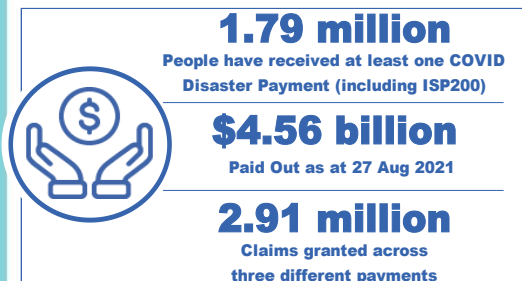 1.79 million
People have received at least one COVID
Disaster Payment (including ISP200)
$
$4.56 billion
Paid Out as at 27 Aug 2021
2.91 million
Claims granted across
three different payments